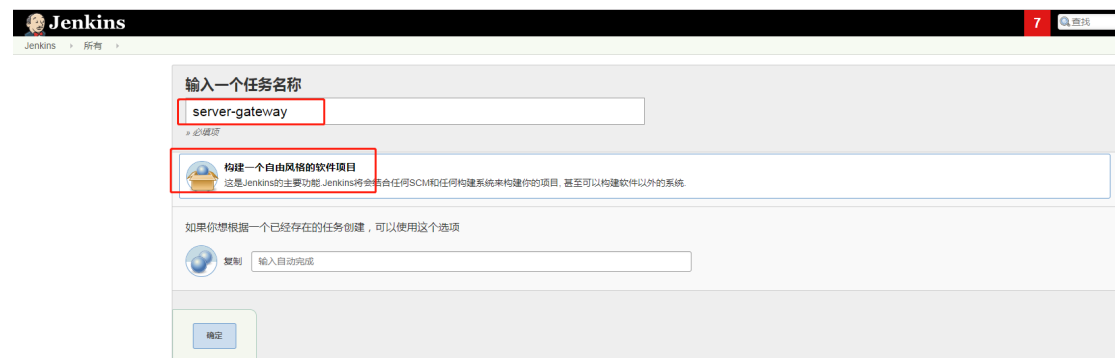 Jenkins
7
查找
Jenkins 所有
输入一个任务名称
server-gateway
» 必填项
构建一个自由风格的软件项目
这是Jenkins的主要功能.Jenkins将会结合任何SCM和任何构建系统来构建你的项目, 甚至可以构建软件以外的系统.
如果你想根据一个已经存在的任务创建，可以使用这个选项
复制
输入自动完成
确定